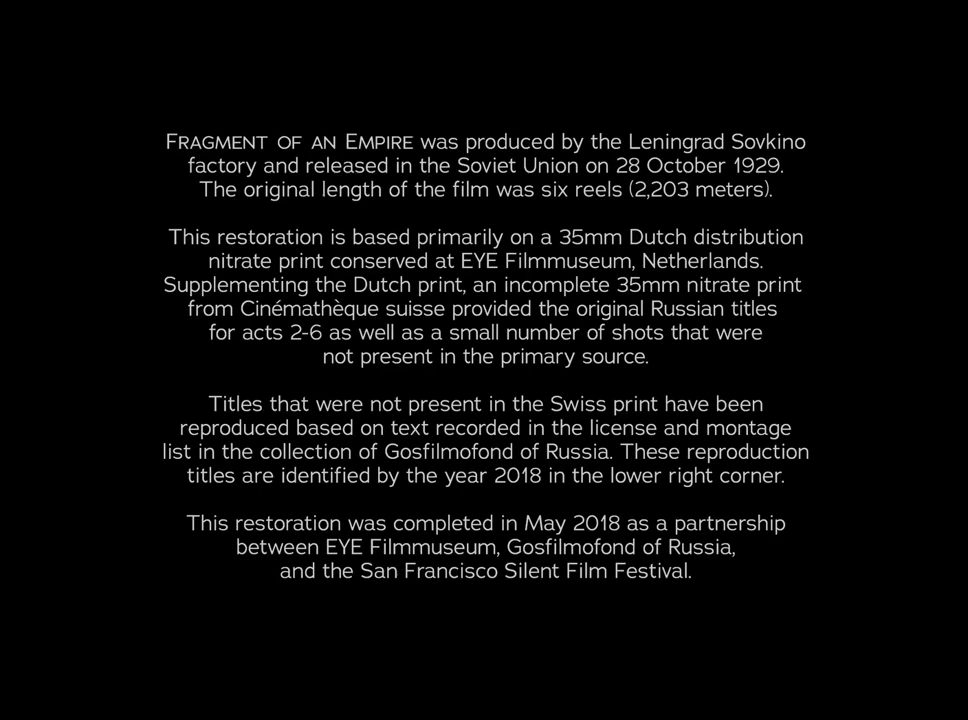 Fragment of an Empire was produced by the Leningrad Sovkino
factory and released in the Soviet Union on 28 October 1929.
The original length of the film was six reels (2,203 meters).
This restoration is based primarily on a 35mm Dutch distribution
nitrate print conserved at EYE Filmmuseum, Netherlands.
Supplementing the Dutch print, an incomplete 35mm nitrate print
from Cinémathèque suisse provided the original Russian titles
for acts 2-6 as well as a small number of shots that were
not present in the primary source.
Titles that were not present in the Swiss print have been
reproduced based on text recorded in the license and montage
list in the collection of Gosfilmofond of Russia. These reproduction
titles are identified by the year 2018 in the lower right corner.
This restoration was completed in May 2018 as a partnership
between EYE Filmmuseum, Gosfilmofond of Russia,
and the San Francisco Silent Film Festival.